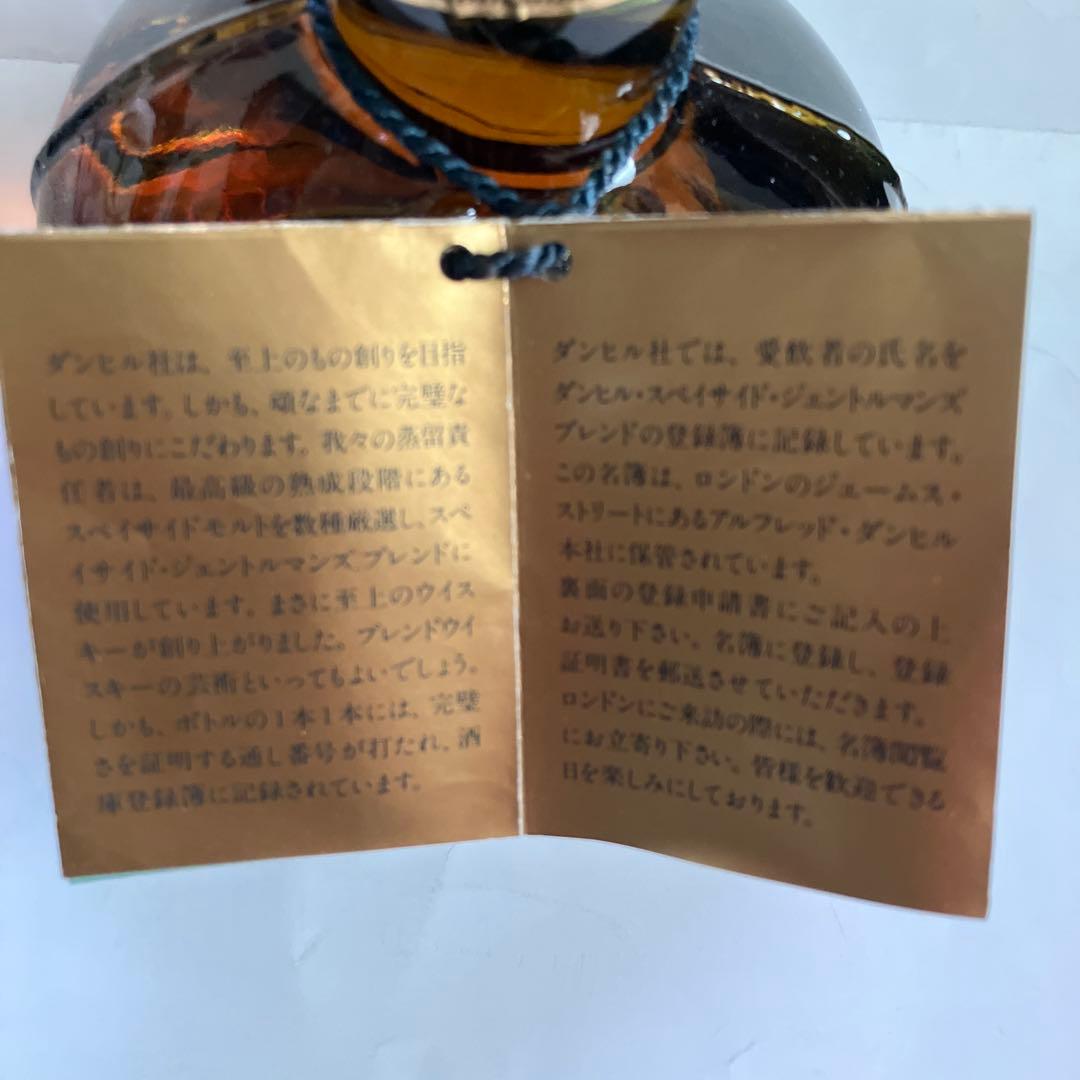 ダンヒル社は、至上のもの創りを目指
しています。しかも、頑なまでに完璧な
もの創りにこだわります。我々の蒸留責
任者は、最高級の熟成段階にある
スペイサイドモルトを数種厳選し、スペ
イサイド・ジェントルマンズ ブレンドに
使用しています。まさに至上のウイス
キーが創り上がりました。ブレンドウイ
スキーの芸術といってもよいでしょう。
しかも、ボトルの1本1本には、完璧
さを証明する通し番号が打たれ、酒
庫登録簿に記録されています。
ダンヒル社では、愛飲者の氏名を
ダンヒル・スペイサイド・ジェントルマンズ
ブレンドの登録簿に記録しています。
この名簿は、ロンドンのジェームス・
ストリートにあるアルフレッド・ダンヒル
本社に保管されています。
裏面の登録申請書にご記入の上
お送り下さい。名簿に登録し、登録
証明書を郵送させていただきます。
ロンドンにご来訪の際には、名簿閲覧
にお立寄り下さい。皆様を歓迎できる
日を楽しみにしております。